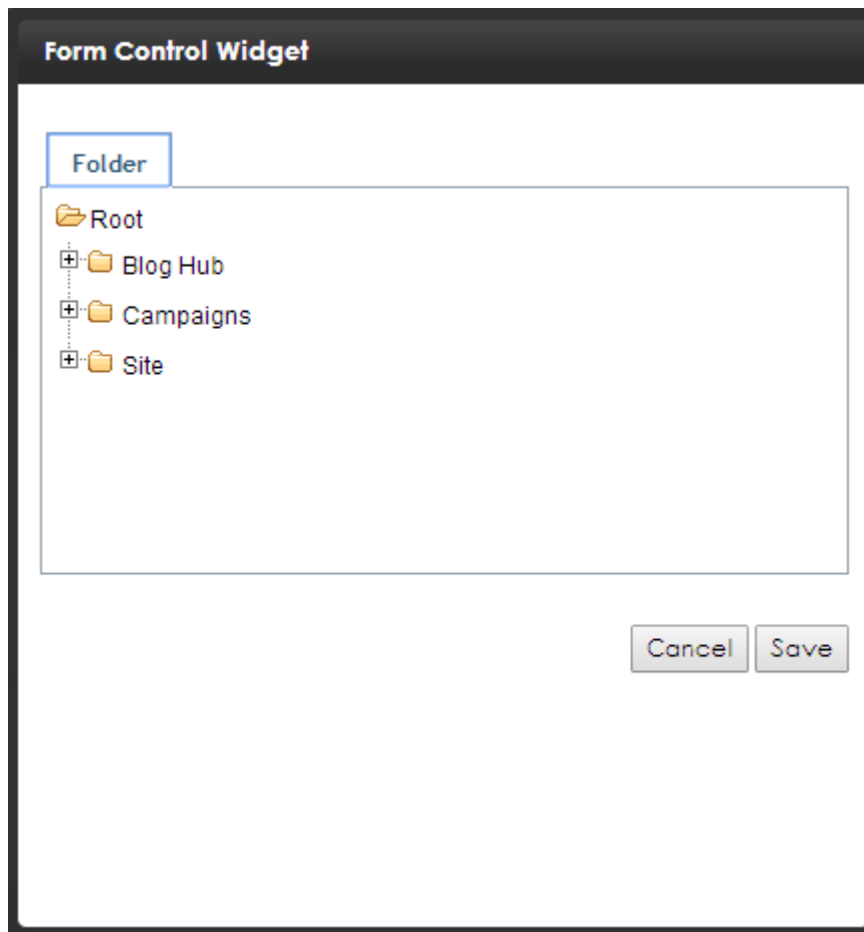 Form Control Widget
Folder
Root
Blog Hub
Campaigns
Site
Cancel Save